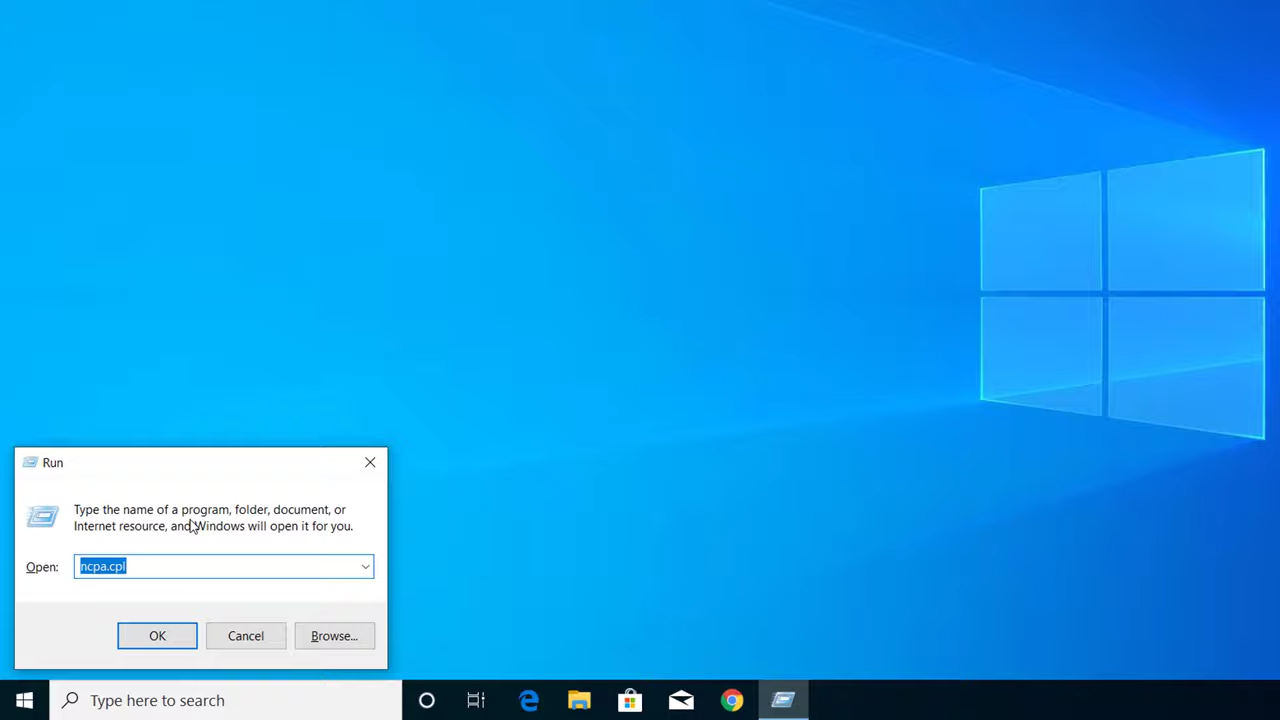 Run
Type the name of a program, folder, document, or
Internet resource, and Windows will open it for you.
Open: ncpa.cpl
OK Cancel Browse...
Type here to search